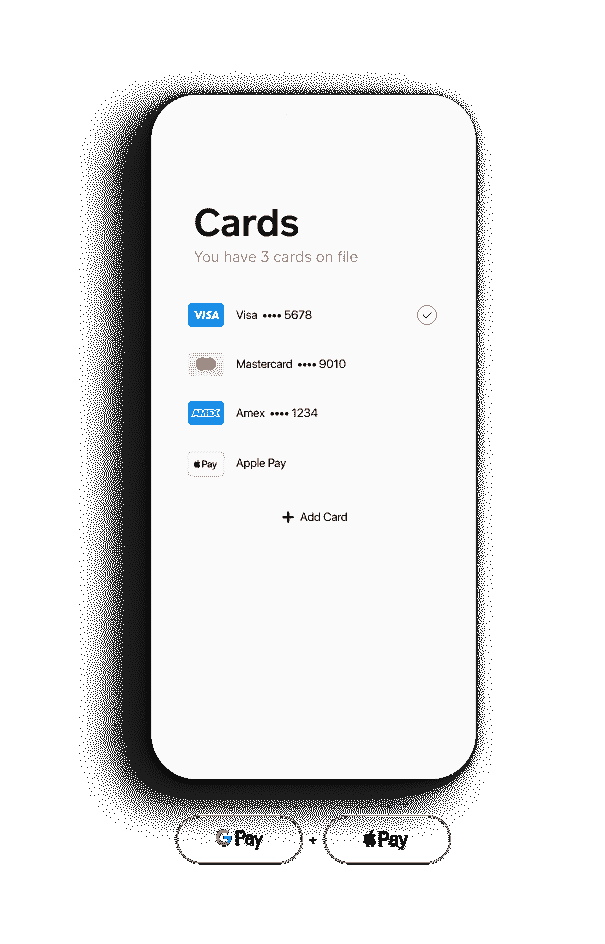 Cards
You have 3 cards on file
VISA Visa •••• 5678
Mastercard •••• 9010
AMEX Amex •••• 1234
Pay Apple Pay
+ Add Card
G Pay + Pay